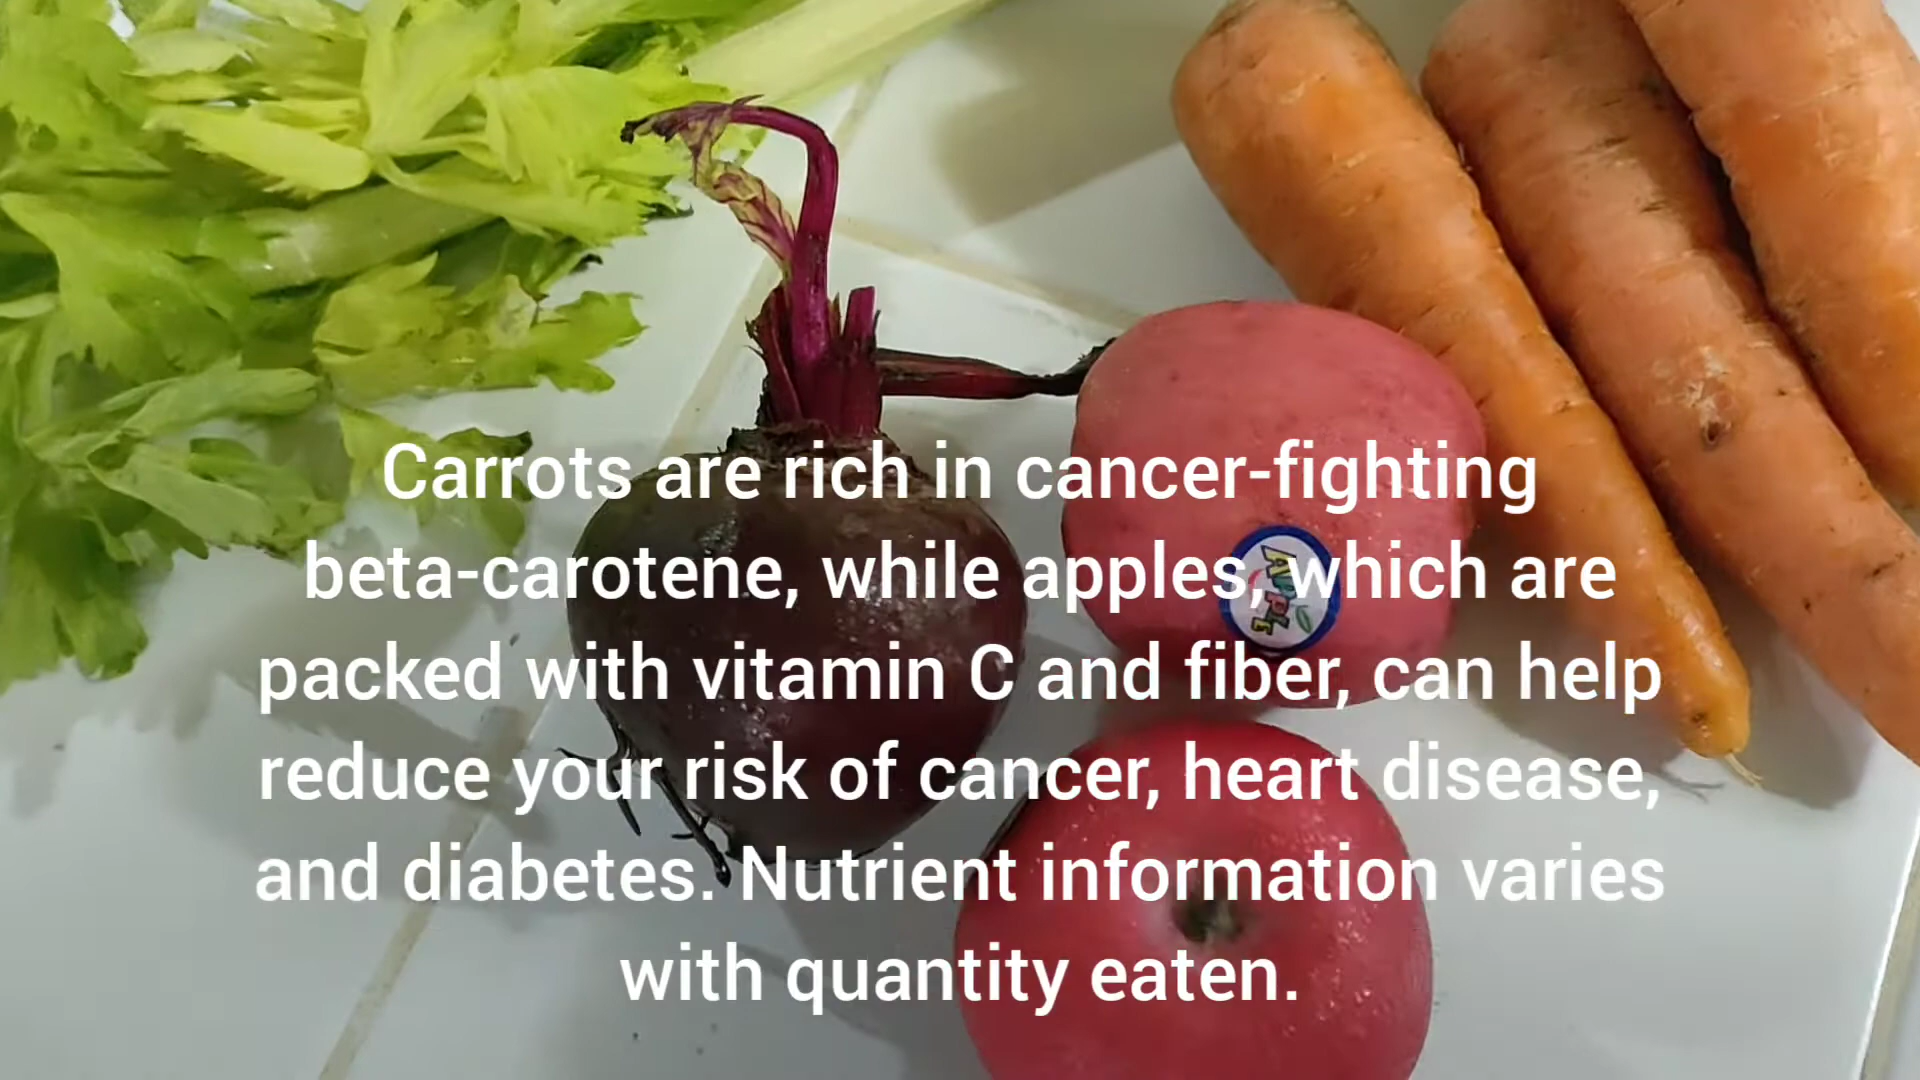 Carrots are rich in cancer-fighting
beta-carotene, while apples, which are
packed with vitamin C and fiber, can help
reduce your risk of cancer, heart disease,
and diabetes. Nutrient information varies
with quantity eaten.
APPLE